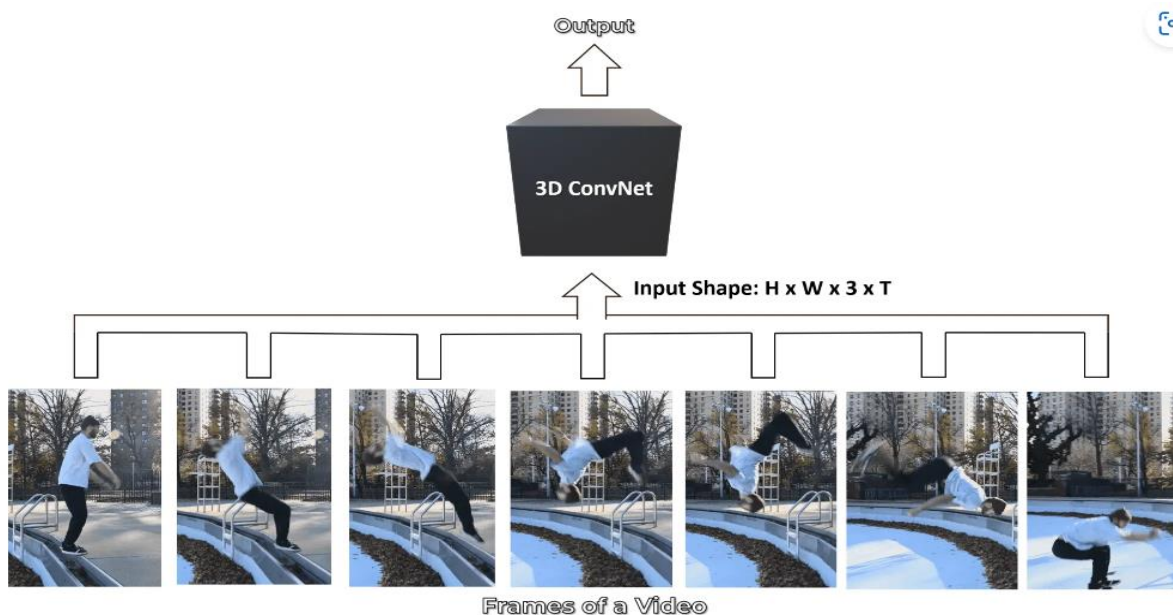 Output
3D ConvNet
Input Shape: H x W x 3 x T
Frames of a Video